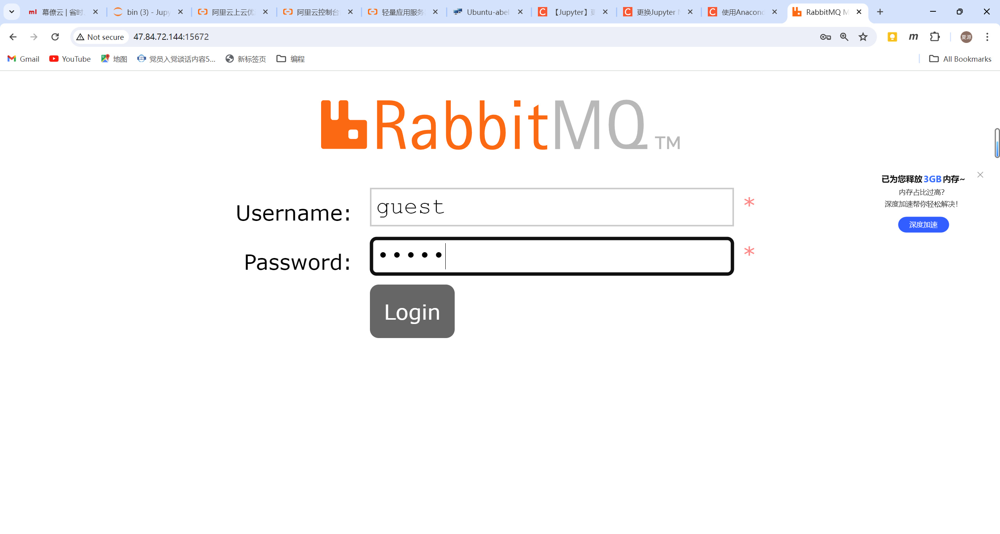 幕僚云 | 省时、
bin (3) - Jupy
阿里云上云优
阿里云控制台
轻量应用服务
Ubuntu-abel
【Jupyter】更
更换Jupyter N
使用Anacond
RabbitMQ M
Not secure
47.84.72.144:15672
夏源
Gmail
YouTube
地图
党员入党谈话内容5...
新标签页
编程
All Bookmarks
RabbitMQ TM
已为您释放3GB内存~
内存占比过高?
深度加速帮你轻松解决!
深度加速
Username:
guest
*
Password:
•••••
*
Login